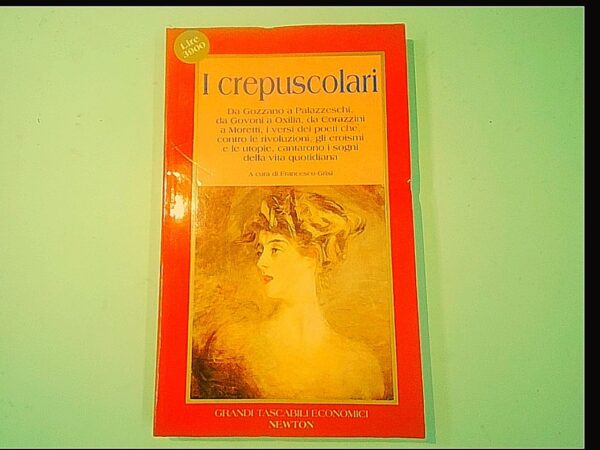 Lire
3900
I crepuscolari
Da Gozzano a Palazzeschi,
da Govoni a Oxilia, da Corazzini
a Moretti, i versi dei poeti che,
contro le rivoluzioni, gli eroismi
e le utopie, cantarono i sogni
della vita quotidiana
A cura di Francesco Grisi
GRANDI TASCABILI ECONOMICI
NEWTON